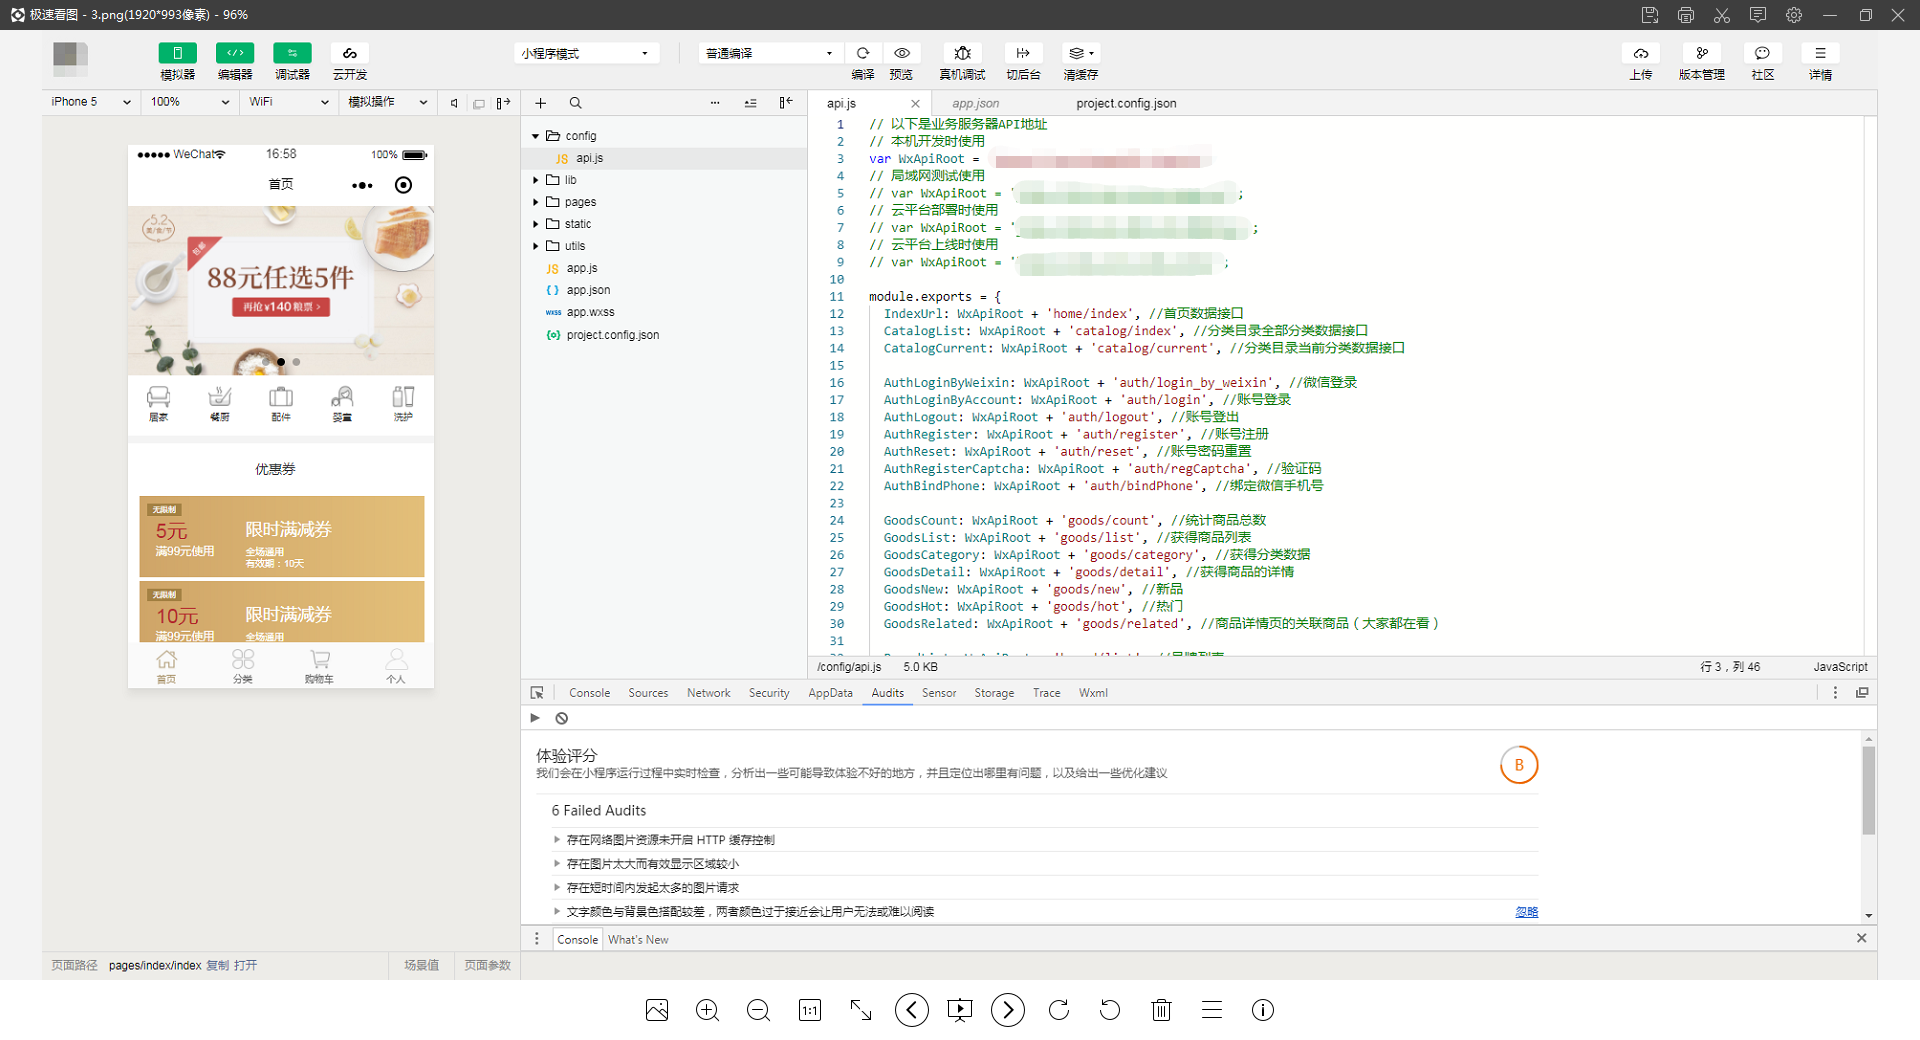 极速看图 - 3.png(1920*993像素) - 96%
模拟器 编辑器 调试器 云开发
小程序模式 普通编译
编译 预览 真机调试 切后台 清缓存
上传 版本管理 社区 详情
iPhone 5 100% WiFi 模拟操作
WeChat 16:58 100%
首页
5.2
美/食/节
包邮
88元任选5件
再抢¥140粮票 >
居家 餐厨 配件 婴童 洗护
优惠券
无限制
5元
满99元使用
限时满减券
全场通用
有效期：10天
无限制
10元
满99元使用
限时满减券
全场通用
首页 分类 购物车 个人
页面路径 pages/index/index 复制 打开 场景值 页面参数
config
JS api.js
lib
pages
static
utils
JS app.js
{ } app.json
wxss app.wxss
{o} project.config.json
api.js app.json project.config.json
1 // 以下是业务服务器API地址
2 // 本机开发时使用
3 var WxApiRoot =
4 // 局域网测试使用
5 // var WxApiRoot = ' ;
6 // 云平台部署时使用
7 // var WxApiRoot = ' ;
8 // 云平台上线时使用
9 // var WxApiRoot = ' ;
10
11 module.exports = {
12 IndexUrl: WxApiRoot + 'home/index', //首页数据接口
13 CatalogList: WxApiRoot + 'catalog/index', //分类目录全部分类数据接口
14 CatalogCurrent: WxApiRoot + 'catalog/current', //分类目录当前分类数据接口
15
16 AuthLoginByWeixin: WxApiRoot + 'auth/login_by_weixin', //微信登录
17 AuthLoginByAccount: WxApiRoot + 'auth/login', //账号登录
18 AuthLogout: WxApiRoot + 'auth/logout', //账号登出
19 AuthRegister: WxApiRoot + 'auth/register', //账号注册
20 AuthReset: WxApiRoot + 'auth/reset', //账号密码重置
21 AuthRegisterCaptcha: WxApiRoot + 'auth/regCaptcha', //验证码
22 AuthBindPhone: WxApiRoot + 'auth/bindPhone', //绑定微信手机号
23
24 GoodsCount: WxApiRoot + 'goods/count', //统计商品总数
25 GoodsList: WxApiRoot + 'goods/list', //获得商品列表
26 GoodsCategory: WxApiRoot + 'goods/category', //获得分类数据
27 GoodsDetail: WxApiRoot + 'goods/detail', //获得商品的详情
28 GoodsNew: WxApiRoot + 'goods/new', //新品
29 GoodsHot: WxApiRoot + 'goods/hot', //热门
30 GoodsRelated: WxApiRoot + 'goods/related', //商品详情页的关联商品（大家都在看）
31
/config/api.js 5.0 KB 行 3，列 46 JavaScript
Console Sources Network Security AppData Audits Sensor Storage Trace Wxml
体验评分
B
我们会在小程序运行过程中实时检查，分析出一些可能导致体验不好的地方，并且定位出哪里有问题，以及给出一些优化建议
6 Failed Audits
存在网络图片资源未开启 HTTP 缓存控制
存在图片太大而有效显示区域较小
存在短时间内发起太多的图片请求
文字颜色与背景色搭配较差，两者颜色过于接近会让用户无法或难以阅读 忽略
Console What's New
1:1